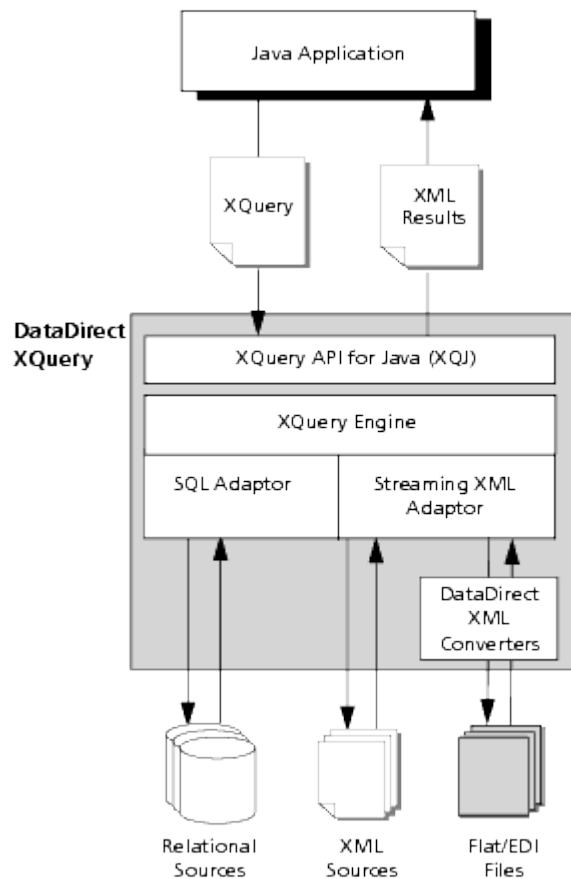 Java Application
XQuery
XML
Results
DataDirect
XQuery
XQuery API for Java (XQJ)
XQuery Engine
SQL Adaptor
Streaming XML
Adaptor
DataDirect
XML
Converters
Relational
Sources
XML
Sources
Flat/EDI
Files